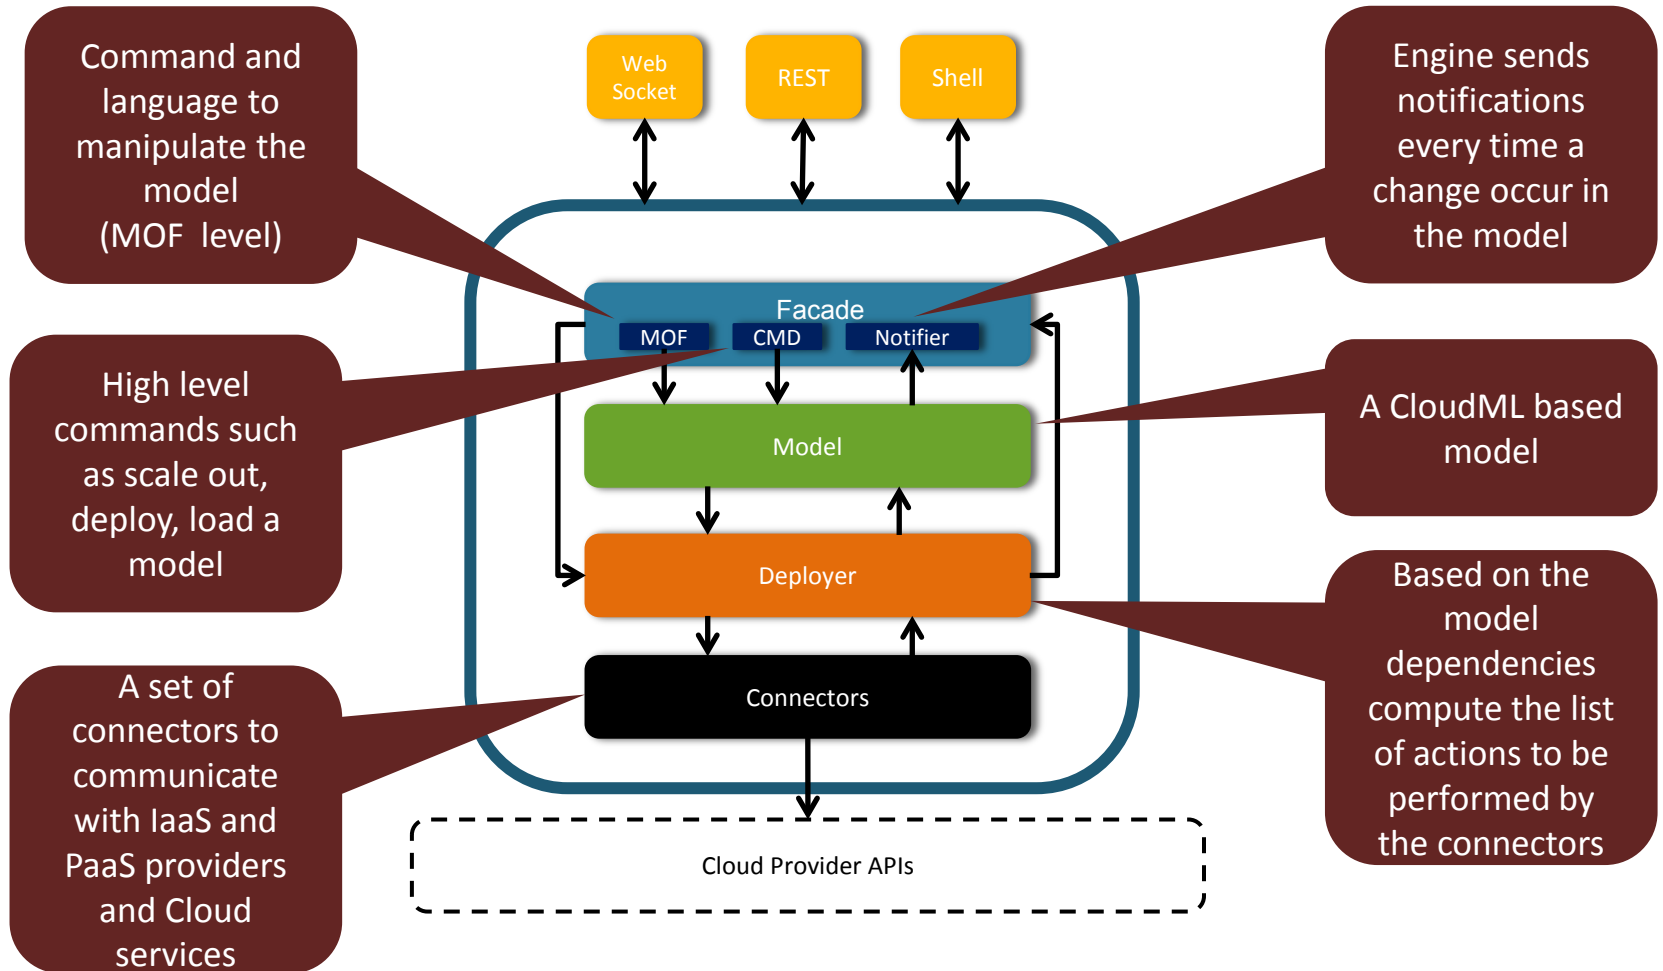 Command and
language to
manipulate the
model
(MOF level)
Web
Socket
REST
Shell
Engine sends
notifications
every time a
change occur in
the model
Facade
MOF
CMD
Notifier
High level
commands such
as scale out,
deploy, load a
model
Model
A CloudML based
model
Deployer
Based on the
model
dependencies
compute the list
of actions to be
performed by
the connectors
Connectors
A set of
connectors to
communicate
with IaaS and
PaaS providers
and Cloud
services
Cloud Provider APIs